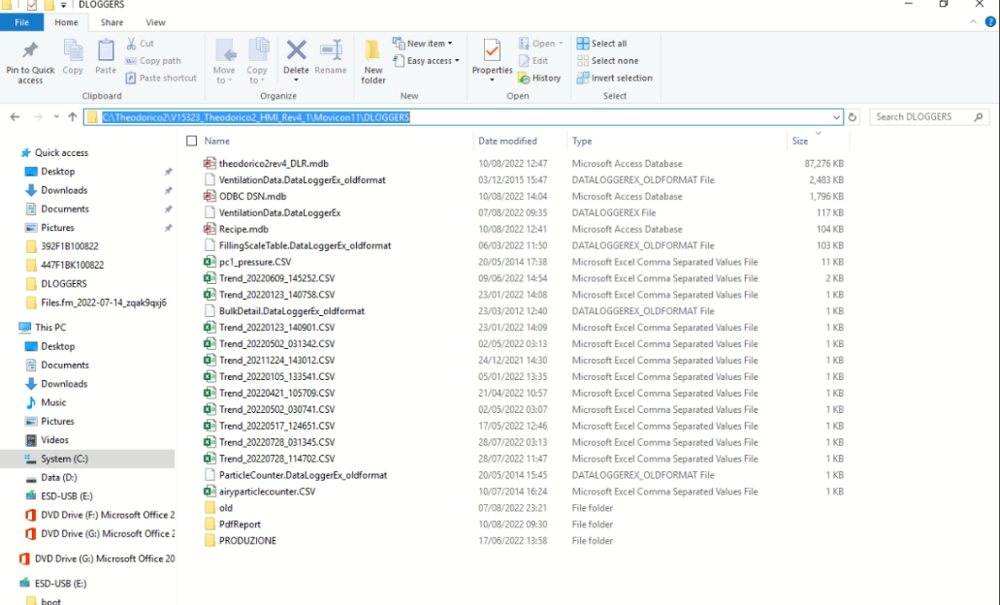 DLOGGERS
File Home Share View
Pin to Quick access
Copy
Paste
Cut
Copy path
Paste shortcut
Clipboard
Move to
Copy to
Delete
Rename
Organize
New folder
New item
Easy access
New
Properties
Open
Edit
History
Open
Select all
Select none
Invert selection
Select
C:\Theodorico2\V15323_Theodorico2_HMI_Rev4_1\Movicon11\DLOGGERS
Search DLOGGERS
Quick access
Desktop
Downloads
Documents
Pictures
392F1B100822
447F1BK100822
DLOGGERS
Files.fm_2022-07-14_zqak9qxj6
This PC
Desktop
Documents
Downloads
Music
Pictures
Videos
System (C:)
Data (D:)
ESD-USB (E:)
DVD Drive (F:) Microsoft Office 2
DVD Drive (G:) Microsoft Office 2
DVD Drive (G:) Microsoft Office 20
ESD-USB (E:)
boot
Name Date modified Type Size
theodorico2rev4_DLR.mdb 10/08/2022 12:47 Microsoft Access Database 87,276 KB
VentilationData.DataLoggerEx_oldformat 03/12/2015 15:47 DATALOGGEREX_OLDFORMAT File 2,483 KB
ODBC DSN.mdb 10/08/2022 14:04 Microsoft Access Database 1,796 KB
VentilationData.DataLoggerEx 07/08/2022 09:35 DATALOGGEREX File 117 KB
Recipe.mdb 10/08/2022 12:41 Microsoft Access Database 104 KB
FillingScaleTable.DataLoggerEx_oldformat 06/03/2022 11:50 DATALOGGEREX_OLDFORMAT File 103 KB
pc1_pressure.CSV 20/05/2014 17:38 Microsoft Excel Comma Separated Values File 11 KB
Trend_20220609_145252.CSV 09/06/2022 14:54 Microsoft Excel Comma Separated Values File 2 KB
Trend_20220123_140758.CSV 23/01/2022 14:08 Microsoft Excel Comma Separated Values File 1 KB
BulkDetail.DataLoggerEx_oldformat 23/03/2012 12:40 DATALOGGEREX_OLDFORMAT File 1 KB
Trend_20220123_140901.CSV 23/01/2022 14:09 Microsoft Excel Comma Separated Values File 1 KB
Trend_20220502_031342.CSV 02/05/2022 03:13 Microsoft Excel Comma Separated Values File 1 KB
Trend_20211224_143012.CSV 24/12/2021 14:30 Microsoft Excel Comma Separated Values File 1 KB
Trend_20220105_133541.CSV 05/01/2022 13:35 Microsoft Excel Comma Separated Values File 1 KB
Trend_20220421_105709.CSV 21/04/2022 10:57 Microsoft Excel Comma Separated Values File 1 KB
Trend_20220502_030741.CSV 02/05/2022 03:07 Microsoft Excel Comma Separated Values File 1 KB
Trend_20220517_124651.CSV 17/05/2022 12:46 Microsoft Excel Comma Separated Values File 1 KB
Trend_20220728_031345.CSV 28/07/2022 03:13 Microsoft Excel Comma Separated Values File 1 KB
Trend_20220728_114702.CSV 28/07/2022 11:47 Microsoft Excel Comma Separated Values File 1 KB
ParticleCounter.DataLoggerEx_oldformat 20/05/2014 15:45 DATALOGGEREX_OLDFORMAT File 1 KB
airyparticlecounter.CSV 10/07/2014 16:24 Microsoft Excel Comma Separated Values File 1 KB
old 07/08/2022 23:21 File folder
PdfReport 10/08/2022 09:30 File folder
PRODUZIONE 17/06/2022 13:58 File folder